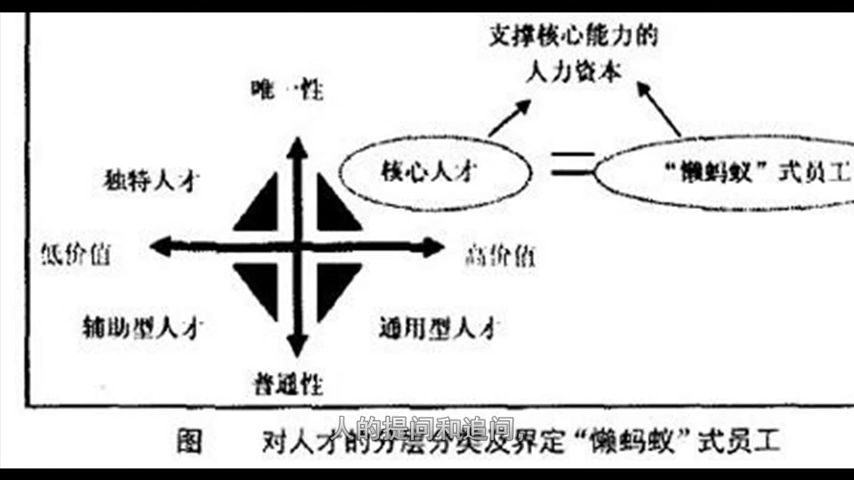 支撑核心能力的
人力资本
唯一性
独特人才
核心人才
“懒蚂蚁”式员工
低价值
高价值
辅助型人才
通用型人才
普通性
图 对人才的分层分类及界定“懒蚂蚁”式员工
人的提问和追问